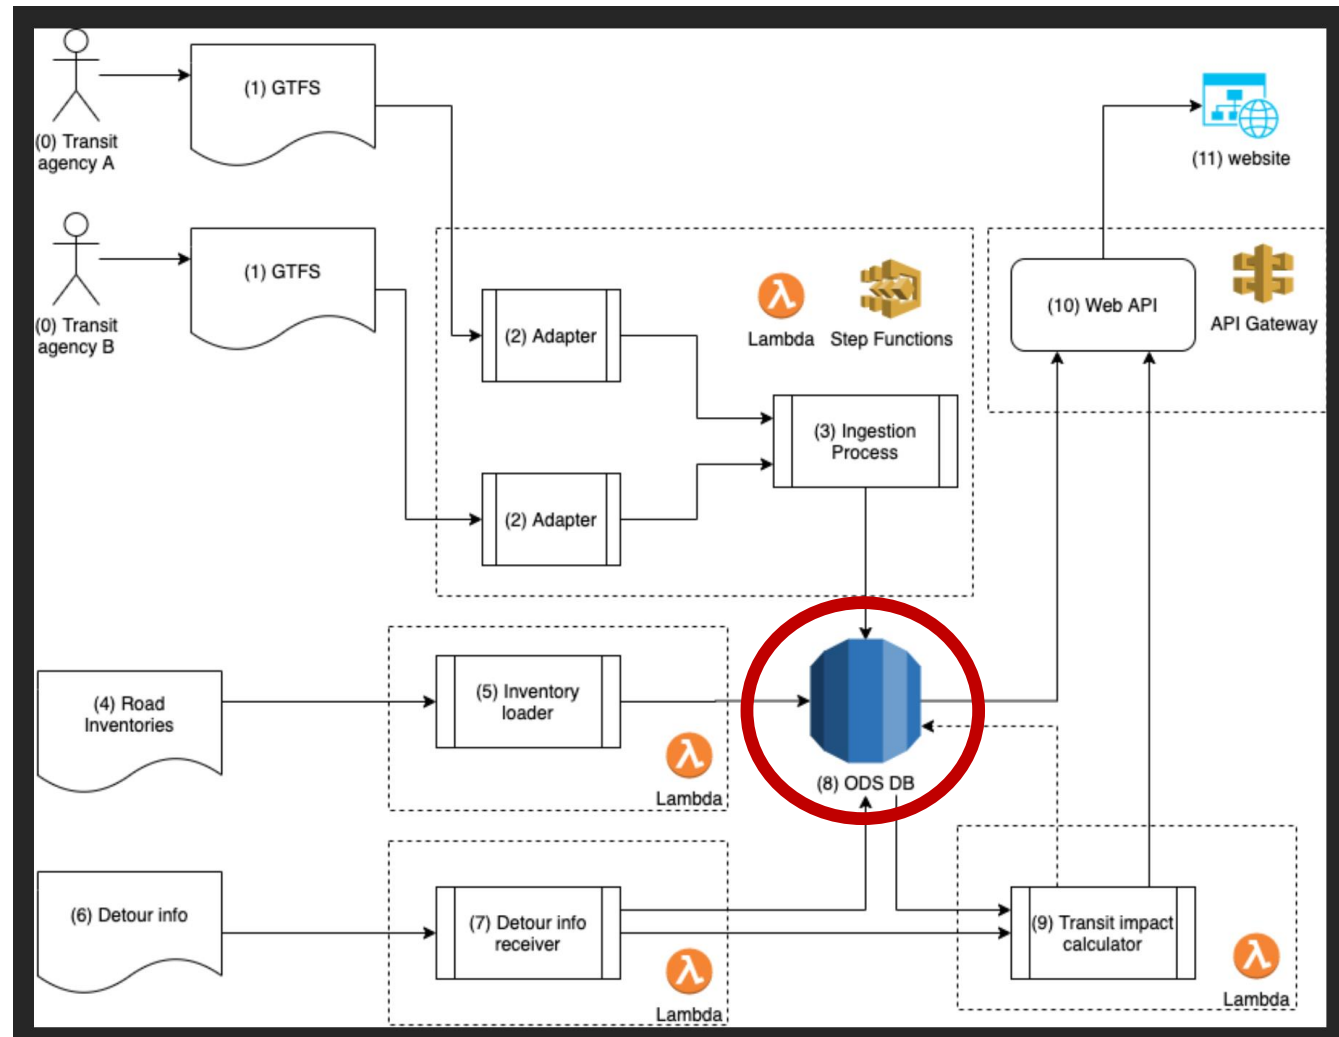 (1) GTFS
(0) Transit
agency A
(11) website
(1) GTFS
(0) Transit
agency B
(2) Adapter
Lambda
Step Functions
(10) Web API
API Gateway
(3) Ingestion
Process
(2) Adapter
(4) Road
Inventories
(5) Inventory
loader
Lambda
(8) ODS DB
(6) Detour info
(7) Detour info
receiver
Lambda
(9) Transit impact
calculator
Lambda